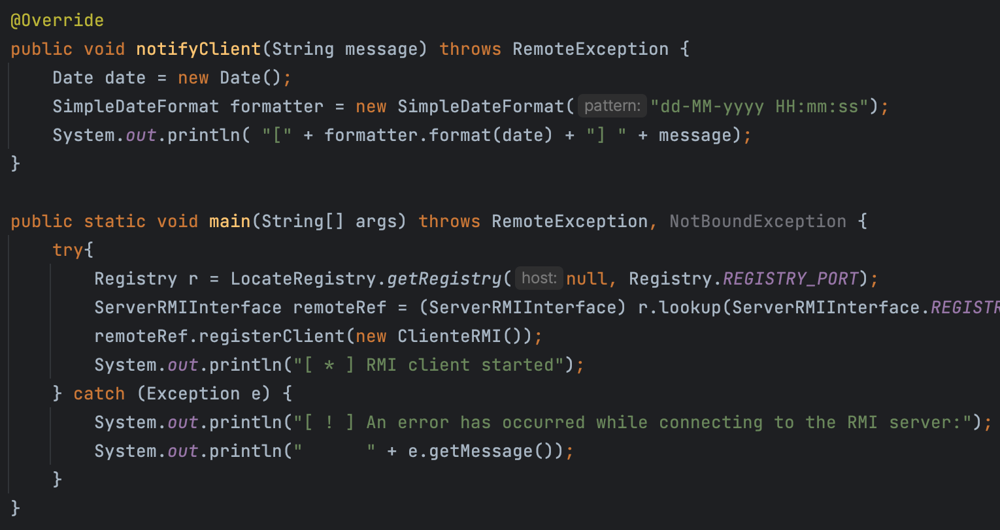 @Override
public void notifyClient(String message) throws RemoteException {
Date date = new Date();
SimpleDateFormat formatter = new SimpleDateFormat( pattern: "dd-MM-yyyy HH:mm:ss");
System.out.println( "[" + formatter.format(date) + "] " + message);
}
public static void main(String[] args) throws RemoteException, NotBoundException {
try{
Registry r = LocateRegistry.getRegistry( host: null, Registry.REGISTRY_PORT);
ServerRMIInterface remoteRef = (ServerRMIInterface) r.lookup(ServerRMIInterface.REGISTR
remoteRef.registerClient(new ClienteRMI());
System.out.println("[ * ] RMI client started");
} catch (Exception e) {
System.out.println("[ ! ] An error has occurred while connecting to the RMI server:");
System.out.println("      " + e.getMessage());
}
}